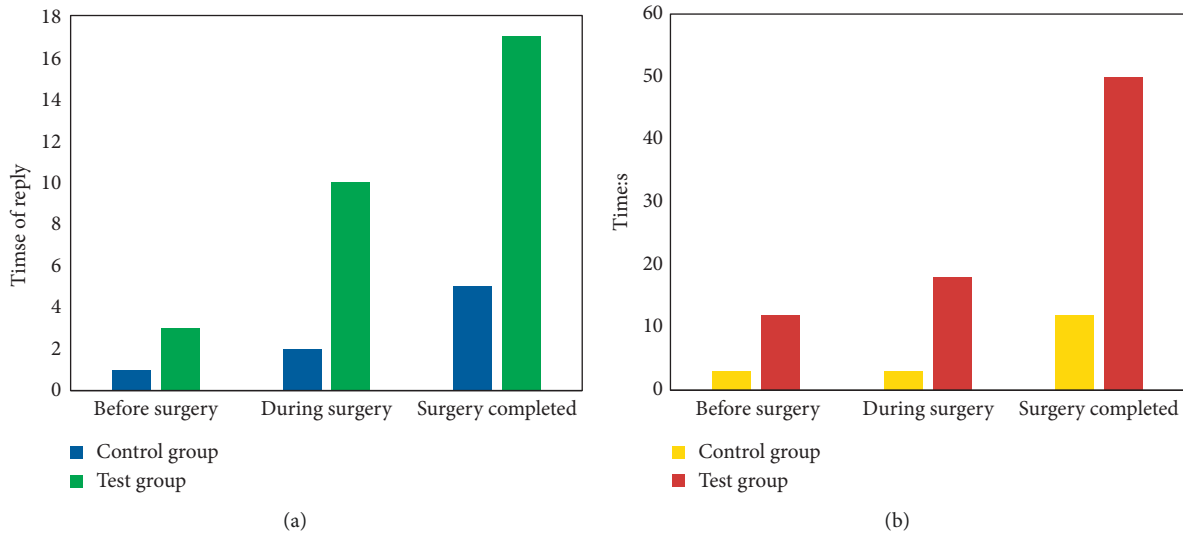 18
16
14
12
10
8
6
4
2
0
Timse of reply
Before surgery During surgery Surgery completed
Control group
Test group
(a)
60
50
40
30
20
10
0
Time:s
Before surgery During surgery Surgery completed
Control group
Test group
(b)